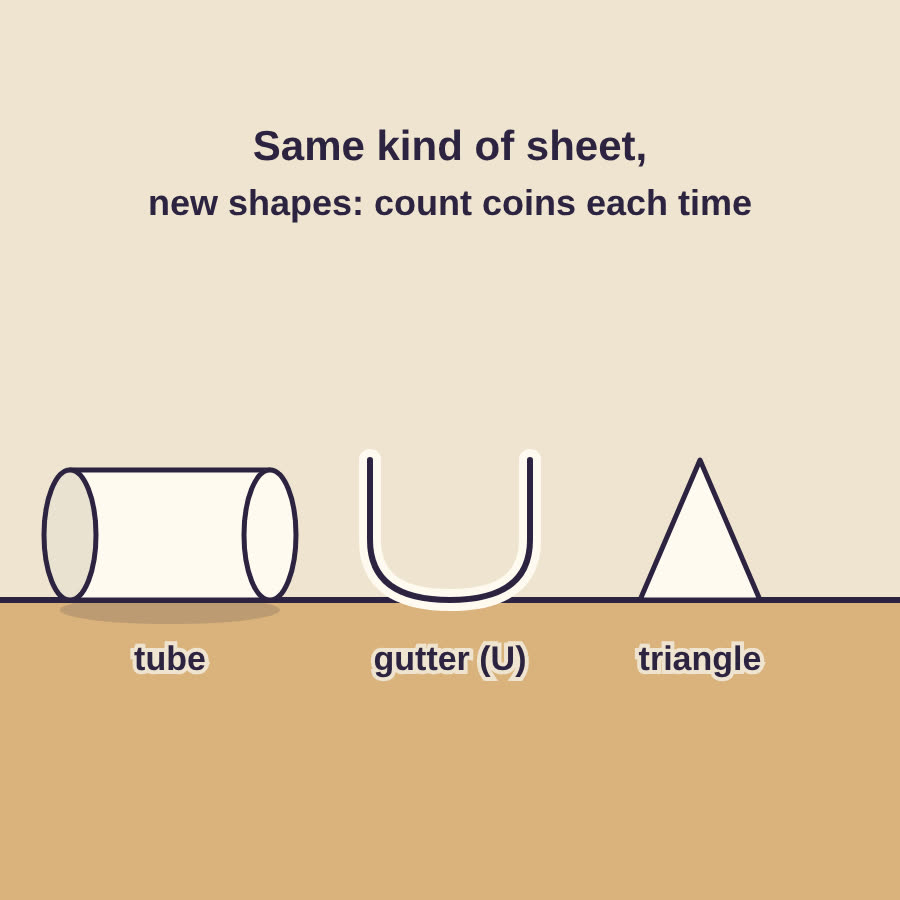 Same kind of sheet,
new shapes: count coins each time
tube
gutter (U)
triangle